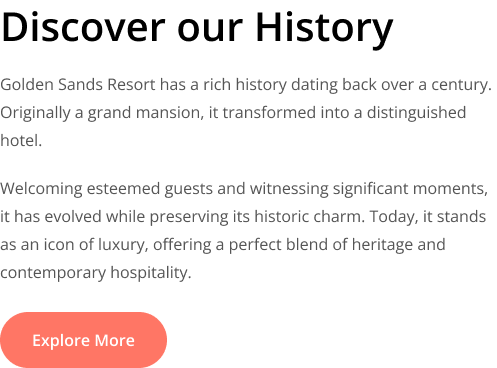 Discover our History
Golden Sands Resort has a rich history dating back over a century.
Originally a grand mansion, it transformed into a distinguished
hotel.
Welcoming esteemed guests and witnessing significant moments,
it has evolved while preserving its historic charm. Today, it stands
as an icon of luxury, offering a perfect blend of heritage and
contemporary hospitality.
Explore More